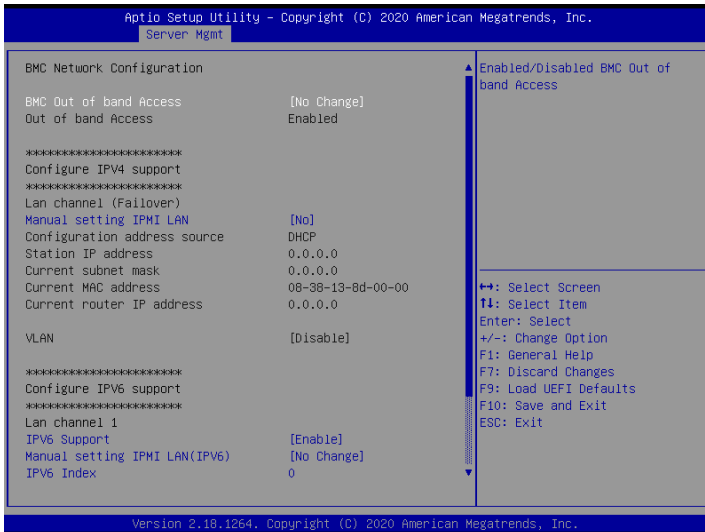 Aptio Setup Utility – Copyright (C) 2020 American Megatrends, Inc.
Server Mgmt
BMC Network Configuration
BMC Out of band Access [No Change]
Out of band Access Enabled
**********************
Configure IPV4 support
**********************
Lan channel (Failover)
Manual setting IPMI LAN [No]
Configuration address source DHCP
Station IP address 0.0.0.0
Current subnet mask 0.0.0.0
Current MAC address 08-38-13-8d-00-00
Current router IP address 0.0.0.0
VLAN [Disable]
**********************
Configure IPV6 support
**********************
Lan channel 1
IPV6 Support [Enable]
Manual setting IPMI LAN(IPV6) [No Change]
IPV6 Index 0
Enabled/Disabled BMC Out of
band Access
↔: Select Screen
↑↓: Select Item
Enter: Select
+/-: Change Option
F1: General Help
F7: Discard Changes
F9: Load UEFI Defaults
F10: Save and Exit
ESC: Exit
Version 2.18.1264. Copyright (C) 2020 American Megatrends, Inc.